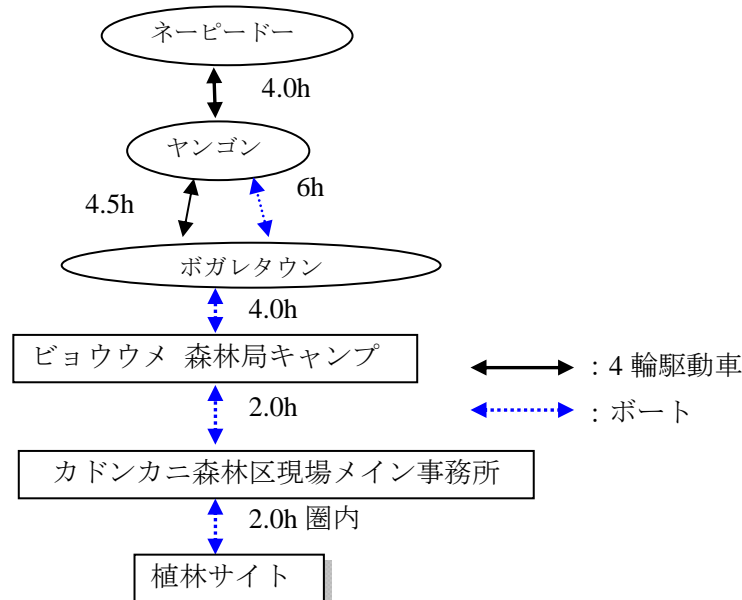 ネーピードー
4.0h
ヤンゴン
4.5h
6h
ボガレタウン
4.0h
ビョウウメ 森林局キャンプ
: 4 輪駆動車
2.0h
: ボート
カドンカニ森林区現場メイン事務所
2.0h 圏内
植林サイト